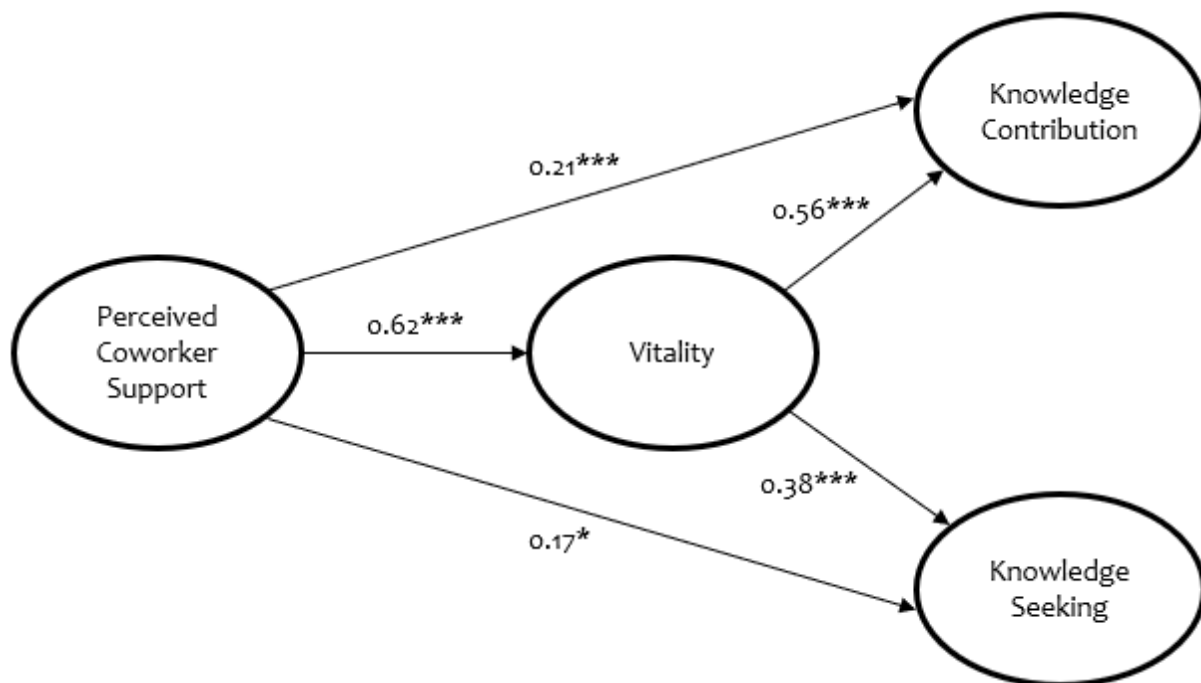 Knowledge
Contribution
0.21***
0.56***
Perceived
Coworker
Support
0.62***
Vitality
0.38***
0.17*
Knowledge
Seeking